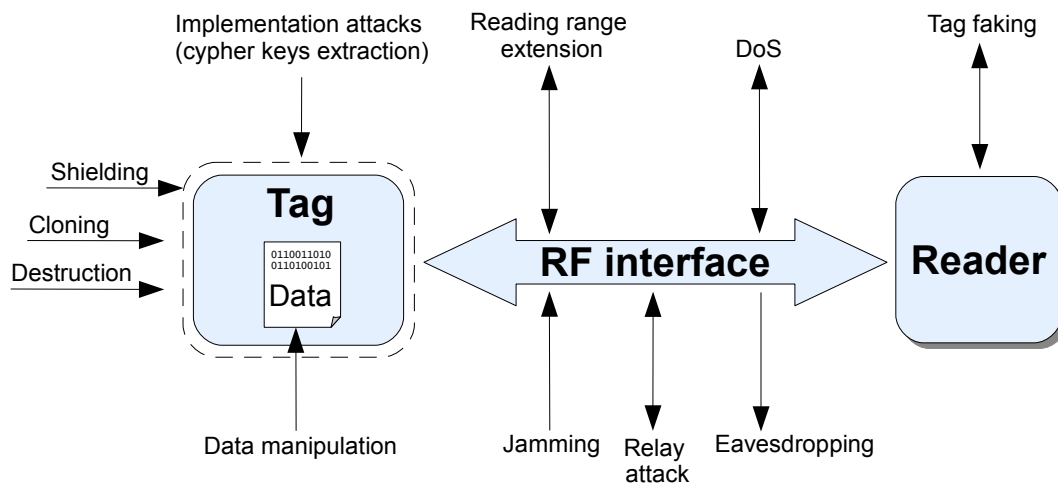 Implementation attacks
(cypher keys extraction)
Reading range
extension
DoS
Tag faking
Shielding
Cloning
Destruction
Tag
0110011010
0110100101
Data
RF interface
Reader
Data manipulation
Jamming
Relay
attack
Eavesdropping